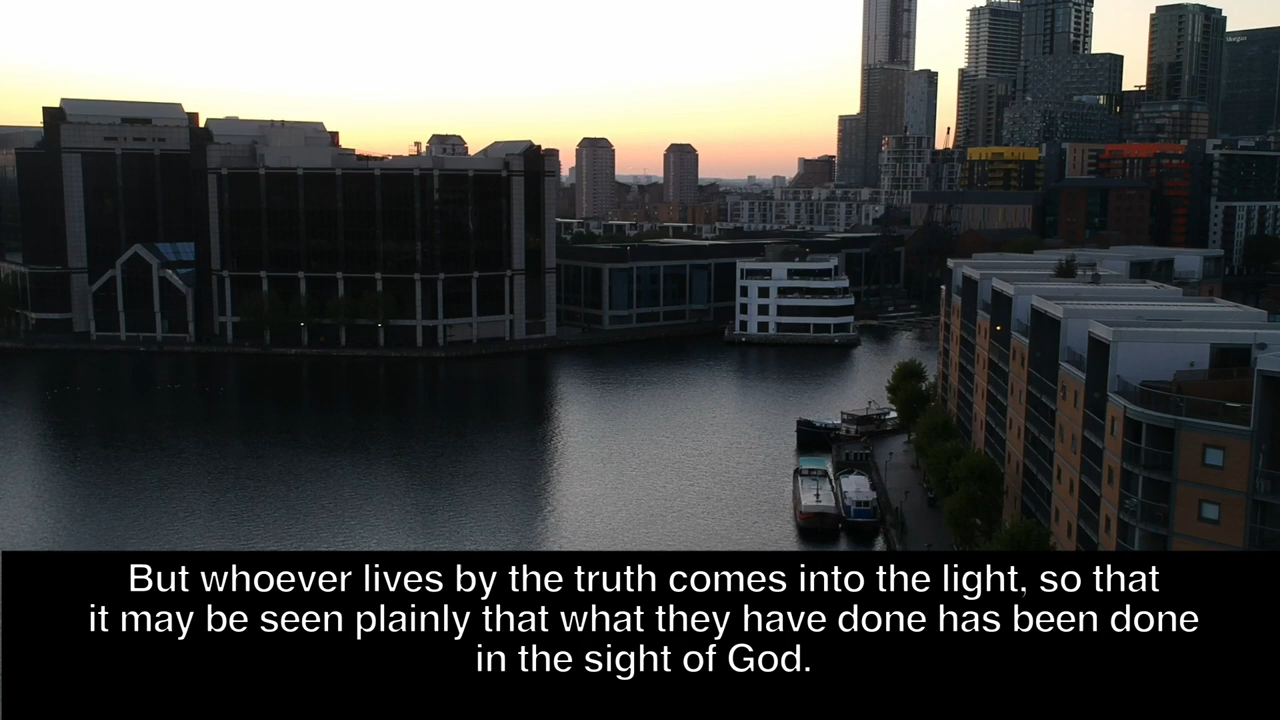 Morgan
But whoever lives by the truth comes into the light, so that
it may be seen plainly that what they have done has been done
in the sight of God.